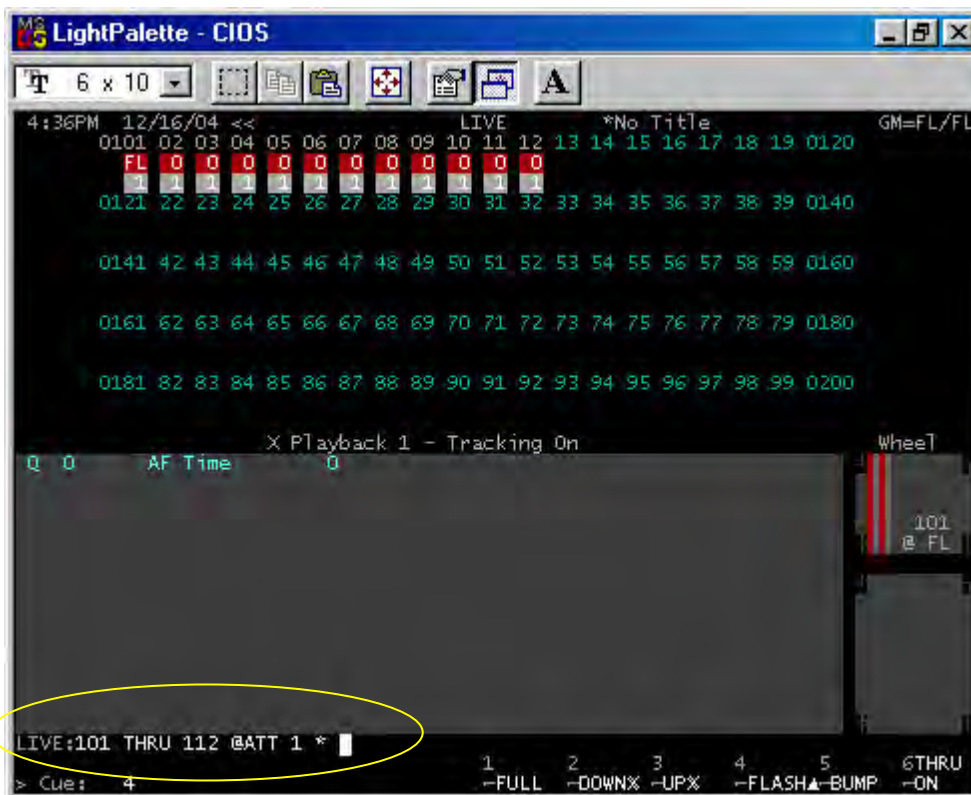 LightPalette - CIOS
6 x 10
4:36PM 12/16/04 << LIVE *No Title GM=FL/FL
0101 02 03 04 05 06 07 08 09 10 11 12 13 14 15 16 17 18 19 0120
FL 0 0 0 0 0 0 0 0 0 0 0
1 1 1 1 1 1 1 1 1 1 1 1
0121 22 23 24 25 26 27 28 29 30 31 32 33 34 35 36 37 38 39 0140
0141 42 43 44 45 46 47 48 49 50 51 52 53 54 55 56 57 58 59 0160
0161 62 63 64 65 66 67 68 69 70 71 72 73 74 75 76 77 78 79 0180
0181 82 83 84 85 86 87 88 89 90 91 92 93 94 95 96 97 98 99 0200
X Playback 1 - Tracking On Wheel
Q 0 AF Time 0
101
@ FL
LIVE:101 THRU 112 @ATT 1 *
1 2 3 4 5 6THRU
> Cue: 4 ←FULL ←DOWN% ←UP% ←FLASH▲←BUMP ←ON